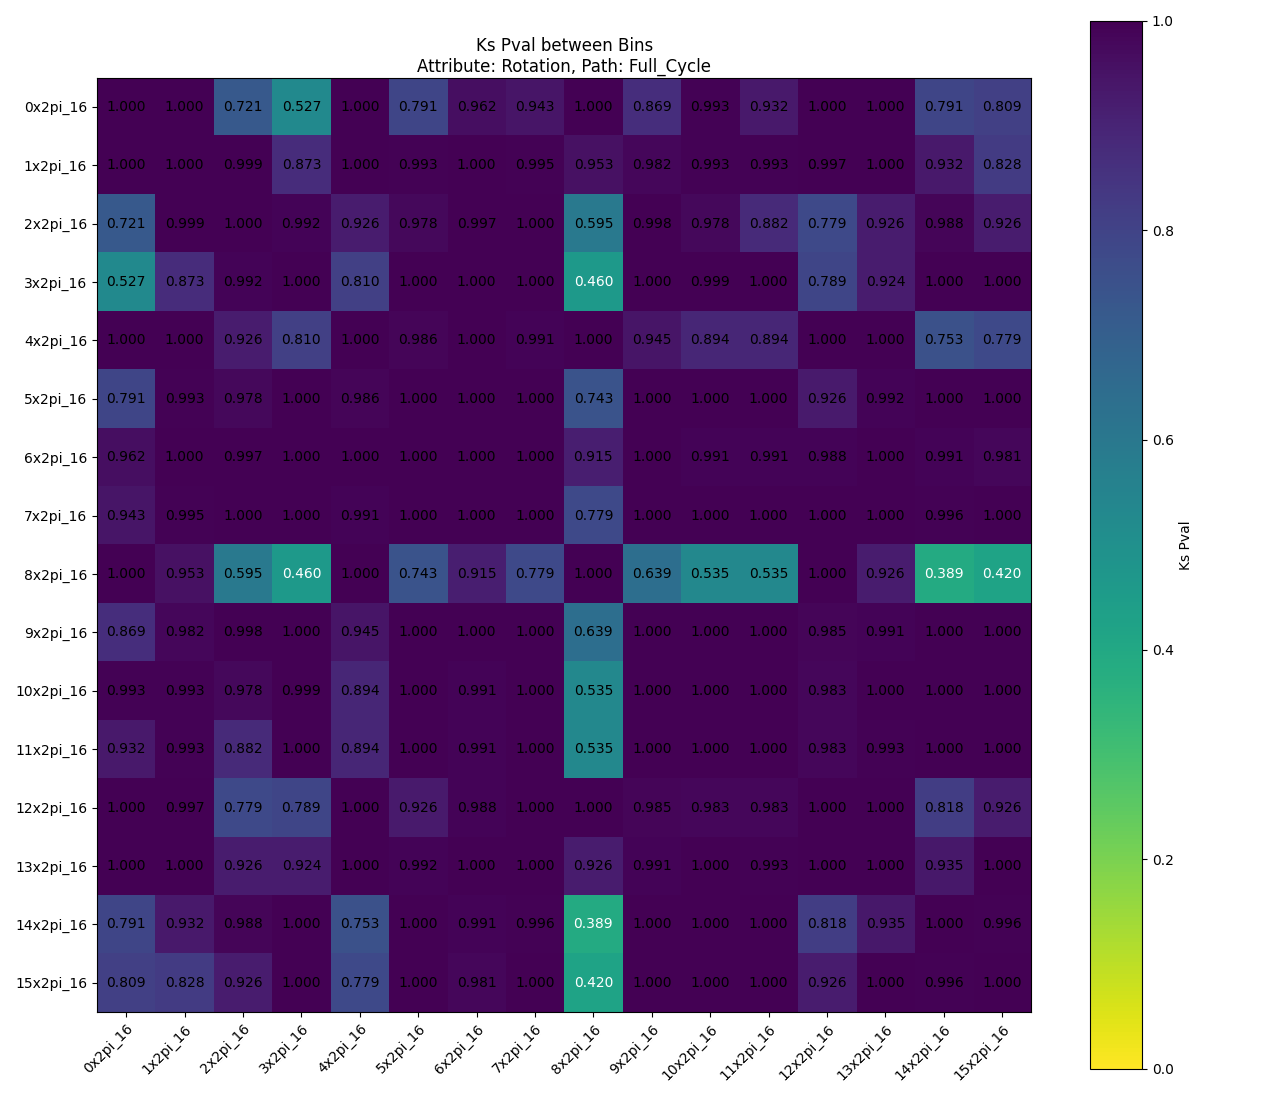 Ks Pval between Bins
Attribute: Rotation, Path: Full_Cycle
0x2pi_16 1.000 1.000 0.721 0.527 1.000 0.791 0.962 0.943 1.000 0.869 0.993 0.932 1.000 1.000 0.791 0.809
1x2pi_16 1.000 1.000 0.999 0.873 1.000 0.993 1.000 0.995 0.953 0.982 0.993 0.993 0.997 1.000 0.932 0.828
2x2pi_16 0.721 0.999 1.000 0.992 0.926 0.978 0.997 1.000 0.595 0.998 0.978 0.882 0.779 0.926 0.988 0.926
3x2pi_16 0.527 0.873 0.992 1.000 0.810 1.000 1.000 1.000 0.460 1.000 0.999 1.000 0.789 0.924 1.000 1.000
4x2pi_16 1.000 1.000 0.926 0.810 1.000 0.986 1.000 0.991 1.000 0.945 0.894 0.894 1.000 1.000 0.753 0.779
5x2pi_16 0.791 0.993 0.978 1.000 0.986 1.000 1.000 1.000 0.743 1.000 1.000 1.000 0.926 0.992 1.000 1.000
6x2pi_16 0.962 1.000 0.997 1.000 1.000 1.000 1.000 1.000 0.915 1.000 0.991 0.991 0.988 1.000 0.991 0.981
7x2pi_16 0.943 0.995 1.000 1.000 0.991 1.000 1.000 1.000 0.779 1.000 1.000 1.000 1.000 1.000 0.996 1.000
8x2pi_16 1.000 0.953 0.595 0.460 1.000 0.743 0.915 0.779 1.000 0.639 0.535 0.535 1.000 0.926 0.389 0.420
9x2pi_16 0.869 0.982 0.998 1.000 0.945 1.000 1.000 1.000 0.639 1.000 1.000 1.000 0.985 0.991 1.000 1.000
10x2pi_16 0.993 0.993 0.978 0.999 0.894 1.000 0.991 1.000 0.535 1.000 1.000 1.000 0.983 1.000 1.000 1.000
11x2pi_16 0.932 0.993 0.882 1.000 0.894 1.000 0.991 1.000 0.535 1.000 1.000 1.000 0.983 0.993 1.000 1.000
12x2pi_16 1.000 0.997 0.779 0.789 1.000 0.926 0.988 1.000 1.000 0.985 0.983 0.983 1.000 1.000 0.818 0.926
13x2pi_16 1.000 1.000 0.926 0.924 1.000 0.992 1.000 1.000 0.926 0.991 1.000 0.993 1.000 1.000 0.935 1.000
14x2pi_16 0.791 0.932 0.988 1.000 0.753 1.000 0.991 0.996 0.389 1.000 1.000 1.000 0.818 0.935 1.000 0.996
15x2pi_16 0.809 0.828 0.926 1.000 0.779 1.000 0.981 1.000 0.420 1.000 1.000 1.000 0.926 1.000 0.996 1.000
0x2pi_16 1x2pi_16 2x2pi_16 3x2pi_16 4x2pi_16 5x2pi_16 6x2pi_16 7x2pi_16 8x2pi_16 9x2pi_16 10x2pi_16 11x2pi_16 12x2pi_16 13x2pi_16 14x2pi_16 15x2pi_16
1.0
0.8
0.6
0.4
0.2
0.0
Ks Pval